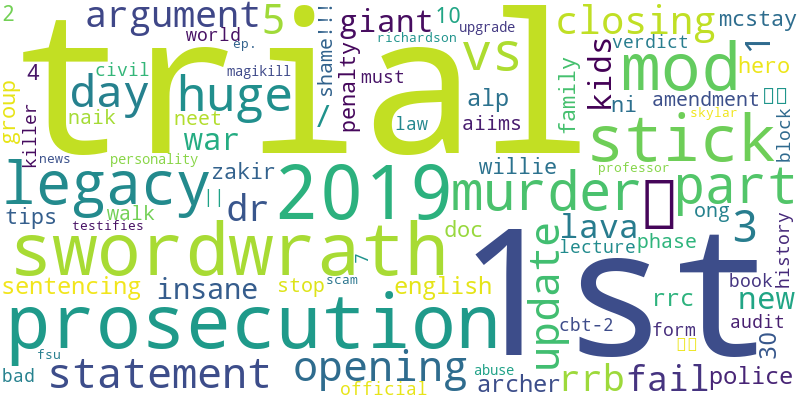 2
argument
5
shame!!!
giant
10
upgrade
closing
mcstay
world
ep.
richardson
trial
vs
verdict
1
4
civil
magikill
penalty
must
kids
mod
hero
group
day
huge
/
alp
family
ni
amendment
killer
naik
neet
war
law
aiims
stick
skylar
block
news
personality
zakir
willie
professor
legacy
||
dr
2019
murder
part
tips
walk
testifies
doc
lava
ong
3
history
swordwrath
1st
update
lecture
phase
7
sentencing
insane
stop
scam
english
book
rrc
new
prosecution
cbt-2
form
audit
30
fsu
bad
statement
opening
official
abuse
archer
rrb
fail
police